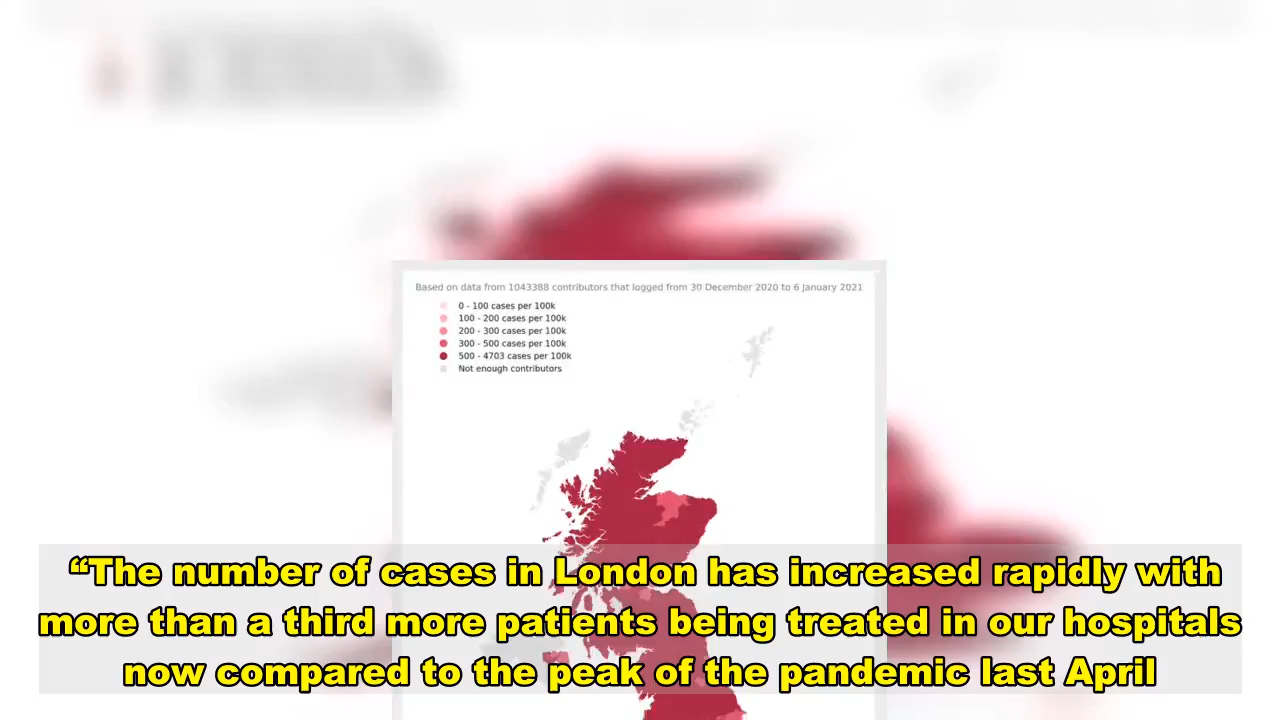 Based on data from 1043388 contributors that logged from 30 December 2020 to 6 January 2021
0 - 100 cases per 100k
100 - 200 cases per 100k
200 - 300 cases per 100k
300 - 500 cases per 100k
500 - 4703 cases per 100k
Not enough contributors
“The number of cases in London has increased rapidly with
more than a third more patients being treated in our hospitals
now compared to the peak of the pandemic last April